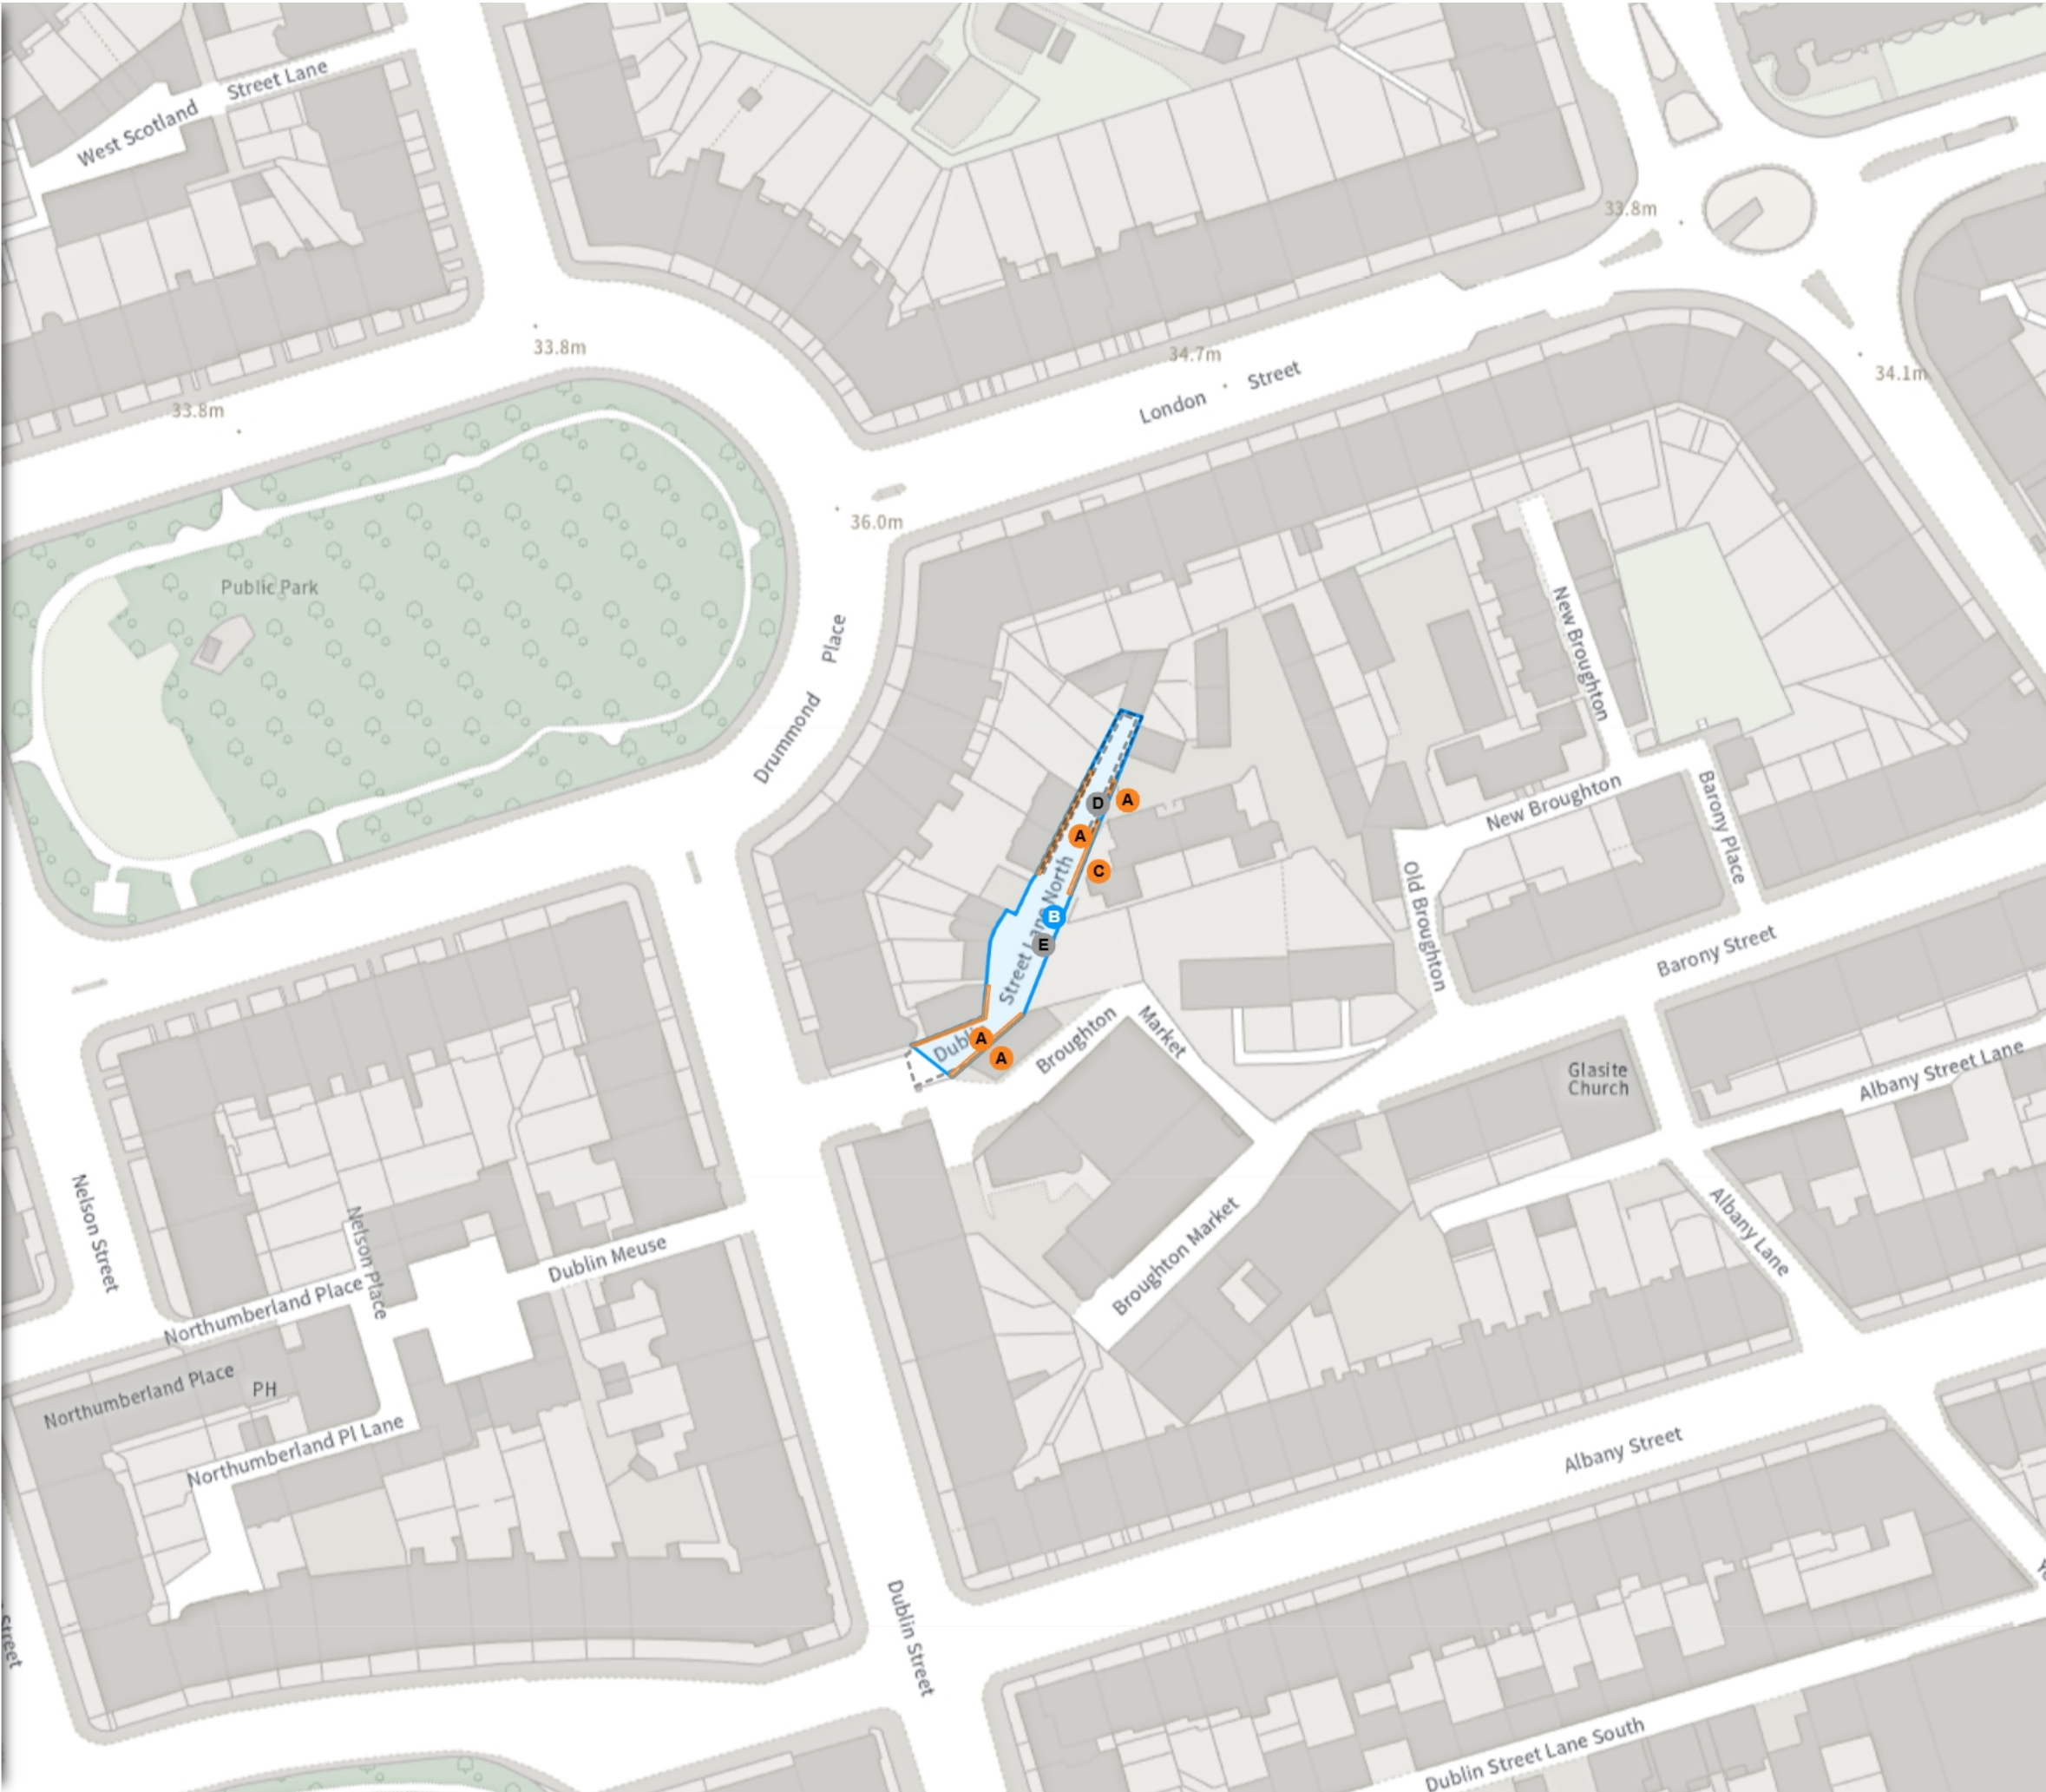 Street Lane
West Scotland
33.8m
33.8m
34.7m
London
Street
34.1m
33.8m
33.8m
36.0m
Public Park
Place
Drummond
New Broughton
New Broughton
Barony Place
D
A
A
C
Street Lane North
B
E
Old Broughton
Barony Street
A
A
Broughton
Market
Glasite
Church
Albany Street Lane
Nelson Street
Nelson Place
Dublin Meuse
Broughton Market
Albany Lane
Northumberland Place
Northumberland Place
PH
Northumberland Pl Lane
Albany Street
Dublin Street
Street
Dublin Street Lane South